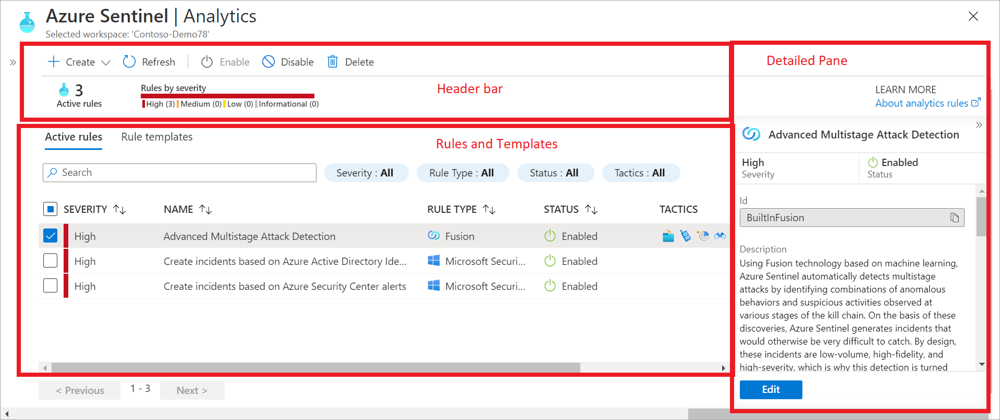 Azure Sentinel | Analytics
Selected workspace: 'Contoso-Demo78'
Create Refresh Enable Disable Delete
3
Active rules
Rules by severity
High (3) Medium (0) Low (0) Informational (0)
Header bar
Detailed Pane
LEARN MORE
About analytics rules
Active rules Rule templates
Rules and Templates
Search Severity : All Rule Type : All Status : All Tactics : All
SEVERITY NAME RULE TYPE STATUS TACTICS
High Advanced Multistage Attack Detection Fusion Enabled
High Create incidents based on Azure Active Directory Ide... Microsoft Securi... Enabled
High Create incidents based on Azure Security Center alerts Microsoft Securi... Enabled
< Previous 1 - 3 Next >
Advanced Multistage Attack Detection
High Enabled
Severity Status
Id
BuiltInFusion
Description
Using Fusion technology based on machine learning,
Azure Sentinel automatically detects multistage
attacks by identifying combinations of anomalous
behaviors and suspicious activities observed at
various stages of the kill chain. On the basis of these
discoveries, Azure Sentinel generates incidents that
would otherwise be very difficult to catch. By design,
these incidents are low-volume, high-fidelity, and
high-severity, which is why this detection is turned
Edit